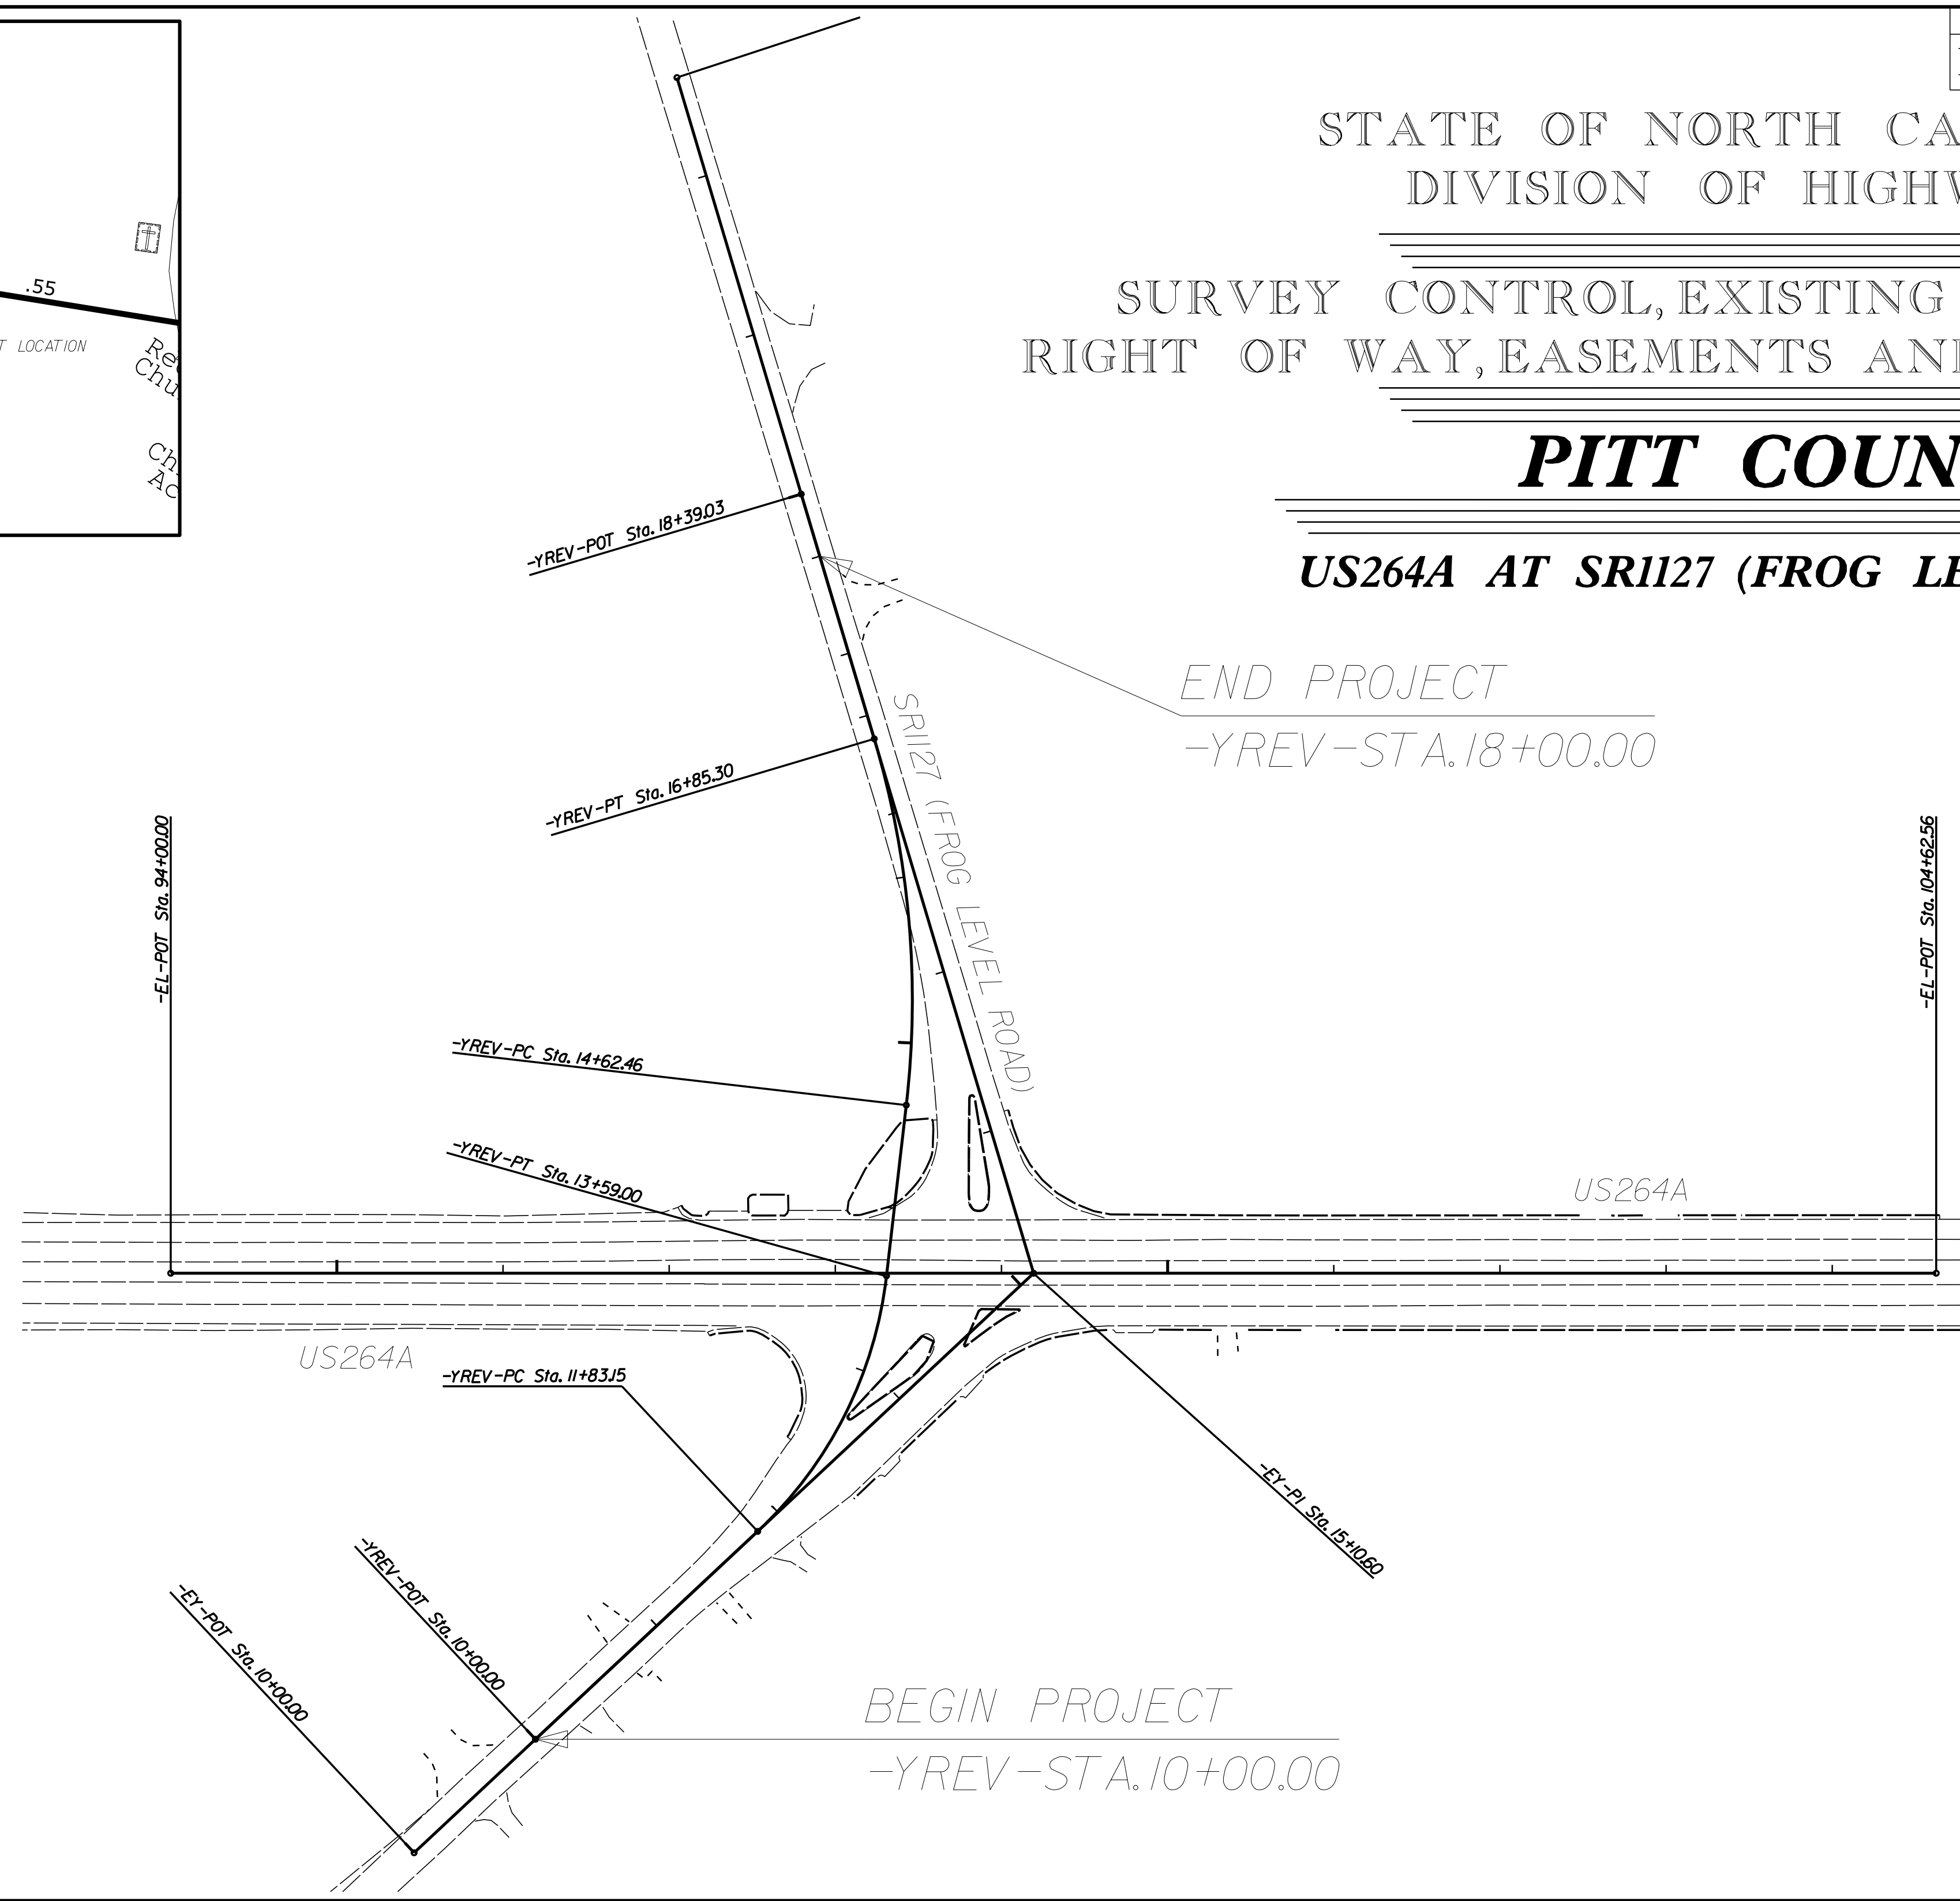 STATE OF NORTH CA
DIVISION OF HIGHW
SURVEY CONTROL, EXISTING
RIGHT OF WAY, EASEMENTS AN
PITT COUN
US264A AT SR1127 (FROG LE
.55
T LOCATION
Re
Chu
Ch
Ac
-YREV-POT Sta. 18+39.03
END PROJECT
-YREV-STA. 18+00.00
SR1127 (FROG LEVEL ROAD)
-YREV-PT Sta. 16+85.30
-EL-POT Sta. 94+00.00
-EL-POT Sta. 104+62.56
-YREV-PC Sta. 14+62.46
-YREV-PT Sta. 13+59.00
US264A
US264A
-YREV-PC Sta. 11+83.15
-EY-PI Sta. 15+10.60
-YREV-POT Sta. 10+00.00
-EY-POT Sta. 10+00.00
BEGIN PROJECT
-YREV-STA. 10+00.00